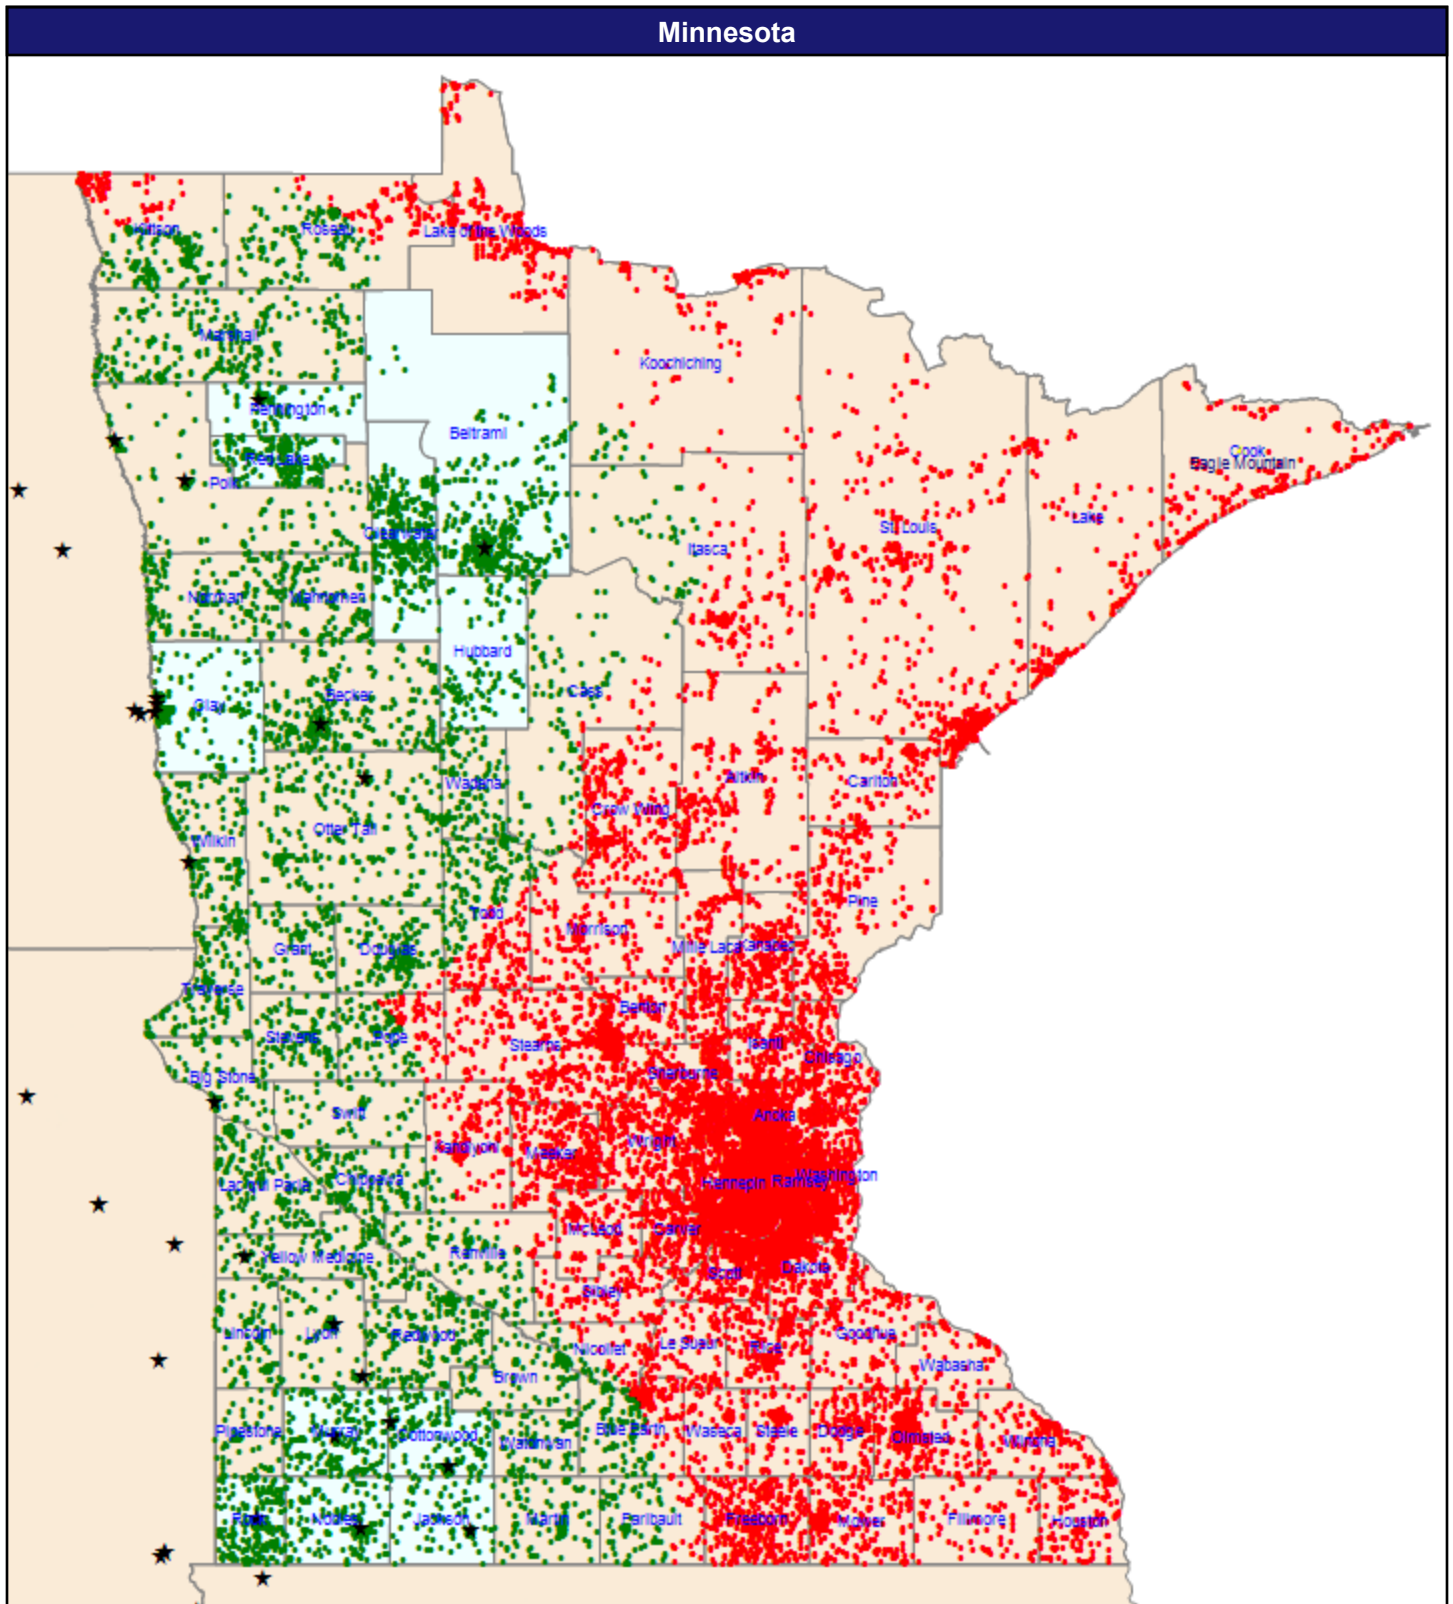 Minnesota
Kittson
Roseau
Lake of the Woods
Marshall
Koochiching
Pennington
Beltrami
Red Lake
Polk
Cook
Eagle Mountain
Clearwater
Itasca
St. Louis
Lake
Norman
Mahnomen
Hubbard
Clay
Becker
Cass
Wadena
Aitkin
Carlton
Crow Wing
Otter Tail
Wilkin
Pine
Todd
Morrison
Grant
Douglas
Mille Lacs
Kanabec
Traverse
Benton
Stevens
Pope
Stearns
Isanti
Chisago
Big Stone
Sherburne
Swift
Anoka
Kandiyohi
Meeker
Wright
Lac qui Parle
Chippewa
Hennepin
Ramsey
Washington
McLeod
Carver
Yellow Medicine
Renville
Scott
Dakota
Sibley
Lincoln
Lyon
Redwood
Nicollet
Le Sueur
Rice
Goodhue
Wabasha
Brown
Pipestone
Murray
Cottonwood
Watonwan
Blue Earth
Waseca
Steele
Dodge
Olmsted
Winona
Rock
Nobles
Jackson
Martin
Faribault
Freeborn
Mower
Fillmore
Houston